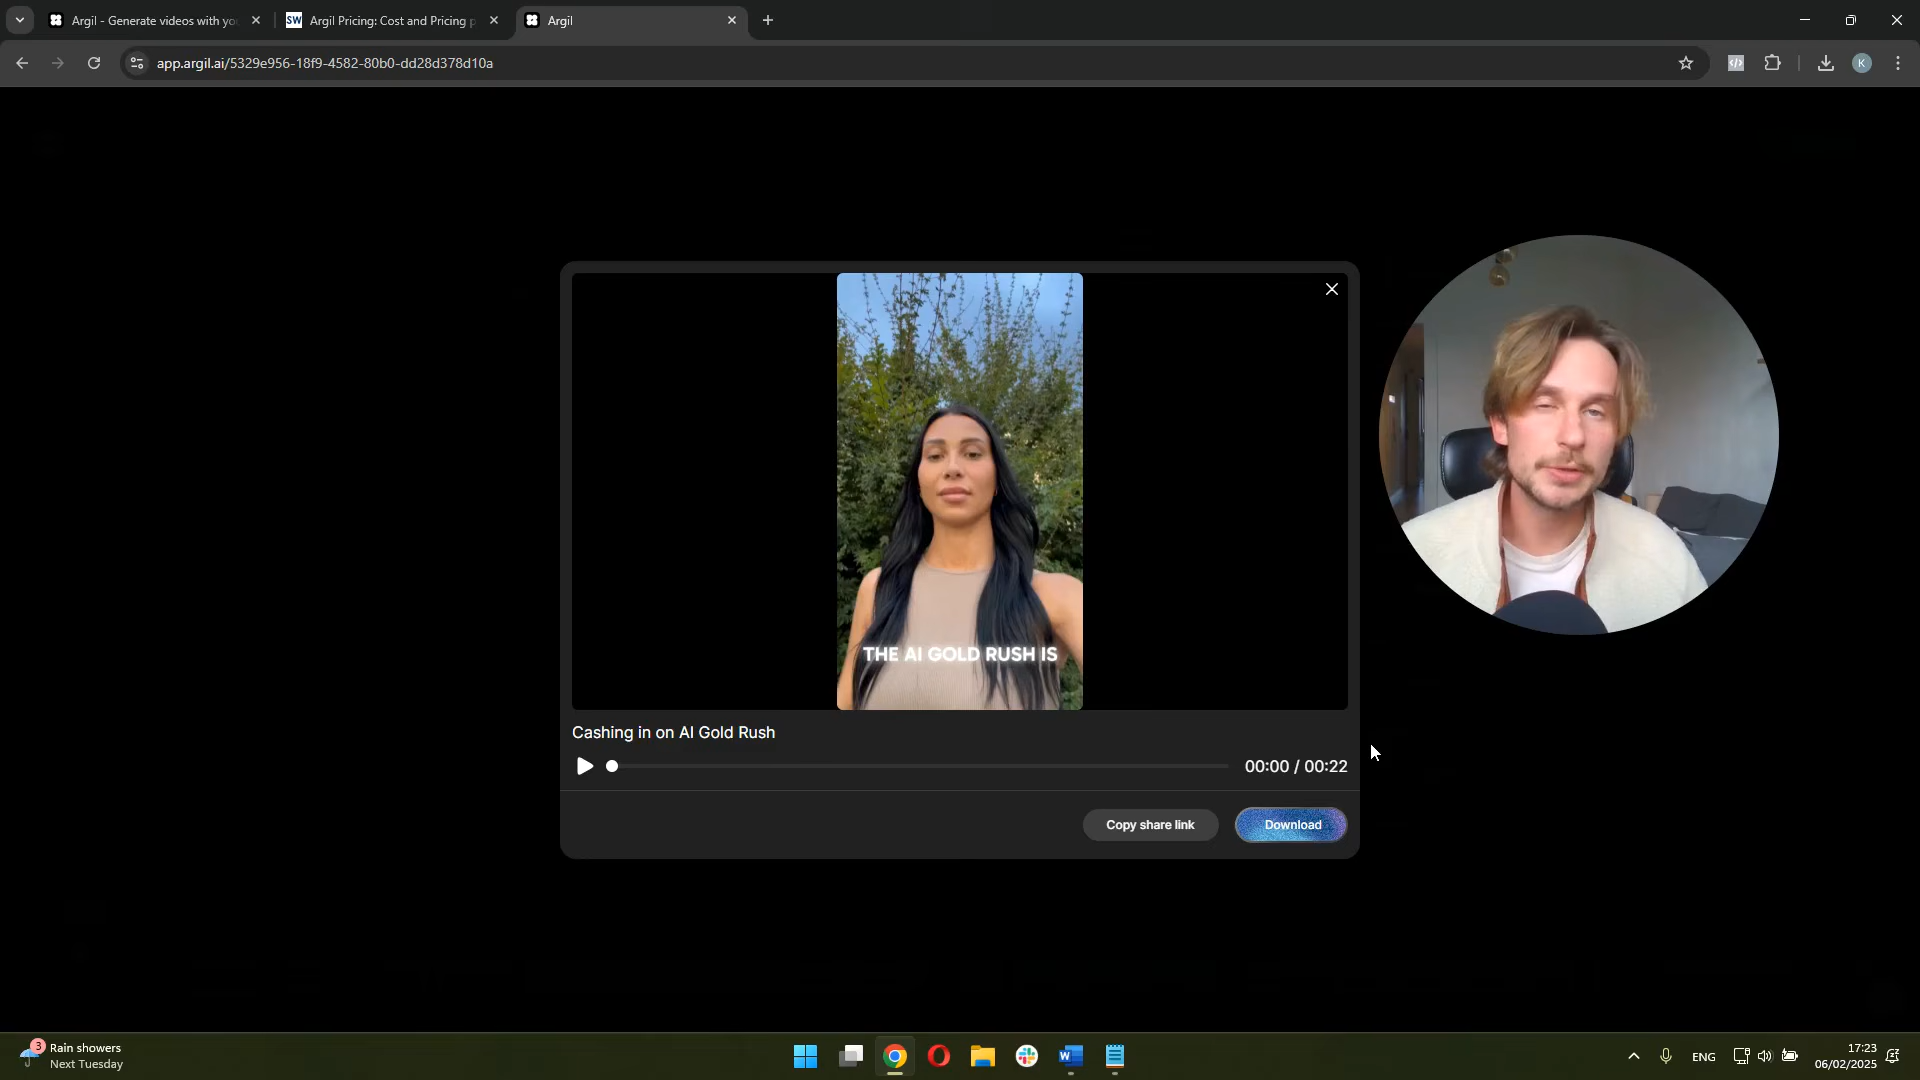 Argil - Generate videos with yo
SW
Argil Pricing: Cost and Pricing p
Argil
app.argil.ai/5329e956-18f9-4582-80b0-dd28d378d10a
K
THE AI GOLD RUSH IS
Cashing in on AI Gold Rush
00:00 / 00:22
Copy share link
Download
3
Rain showers
Next Tuesday
W
ENG
17:23
06/02/2025